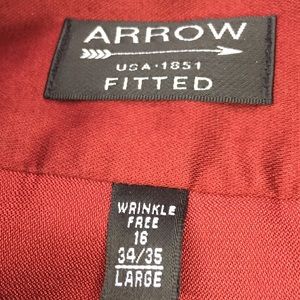 ARROW
USA·1851
FITTED
WRINKLE
FREE
16
34/35
LARGE